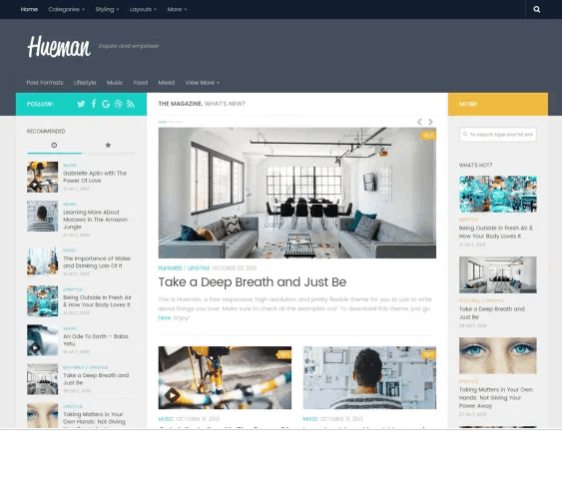 Home Categories Styling Layouts More
Hueman
Inspire and empower
Post Formats Lifestyle Music Food Mixed View More
FOLLOW:
RECOMMENDED
MUSIC
Gabrielle Aplin with The
Power Of Love
Learning More About
Macaws in The Amazon
Jungle
MIXED
The Importance of Water
and Drinking Lots Of It
LIFESTYLE
Being Outside in Fresh Air
& How Your Body Loves It
MUSIC
An Ode To Earth – Baba
Yetu
FEATURED / LIFESTYLE
Take a Deep Breath and
Just Be
LIFESTYLE
Taking Matters in Your
Own Hands: Not Giving
Your Power Away
THE MAGAZINE. WHAT'S NEW?
FEATURED / LIFESTYLE OCTOBER
Take a Deep Breath and Just Be
This is Hueman, a free responsive, high resolution and pretty flexible theme for you to use to write
about things you love. Make sure to check all the examples out! To download this theme, just go
here. Enjoy!
MUSIC OCTOBER 31, 2013
MIXED OCTOBER 31, 2013
MORE
To search type and hit enter
WHAT'S HOT?
LIFESTYLE
Being Outside in Fresh Air &
How Your Body Loves It
FEATURED / LIFESTYLE
Take a Deep Breath and Just
Be
LIFESTYLE
Taking Matters in Your Own
Hands: Not Giving Your
Power Away